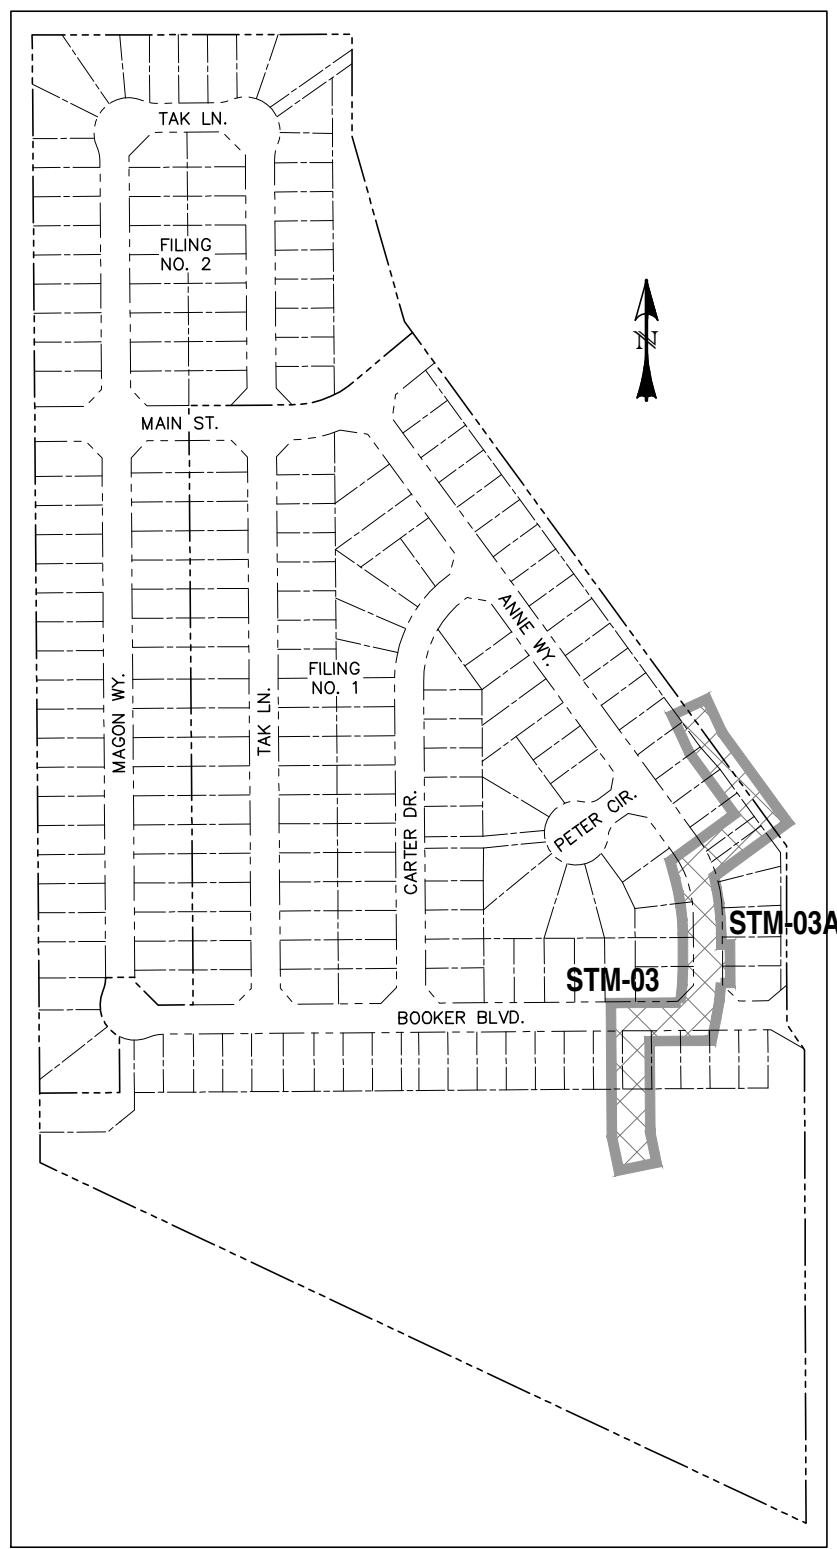 TAK LN.
FILING
NO. 2
N
MAIN ST.
ANNE WY.
FILING
NO. 1
MAGON WY.
TAK LN.
CARTER DR.
PETER CIR.
STM-03A
STM-03
BOOKER BLVD.